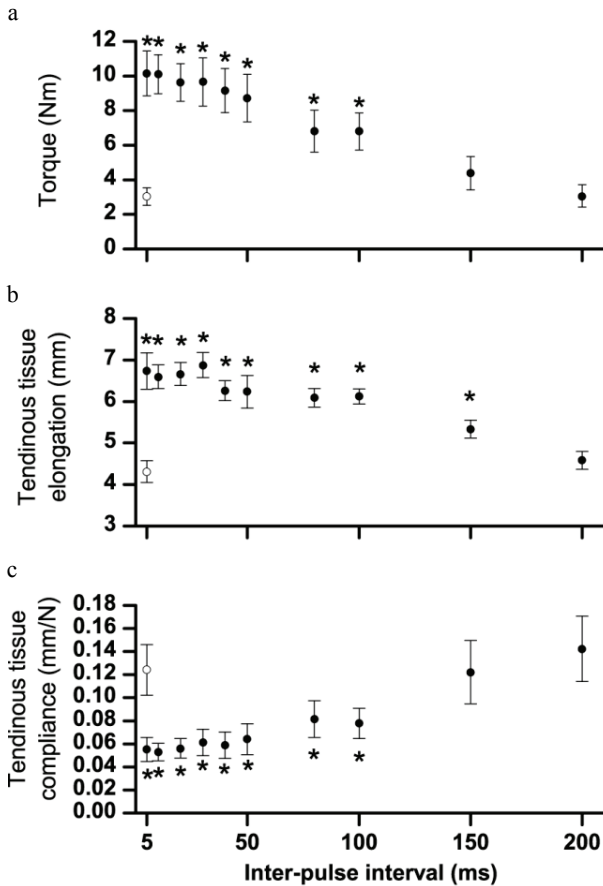 a
Torque (Nm)
12
10
8
6
4
2
0
* * * * * * * *
b
Tendinous tissue
elongation (mm)
8
7
6
5
4
3
* * * * * * * * *
c
Tendinous tissue
compliance (mm/N)
0.18
0.16
0.14
0.12
0.10
0.08
0.06
0.04
0.02
0.00
* * * * * * * *
5 50 100 150 200
Inter-pulse interval (ms)